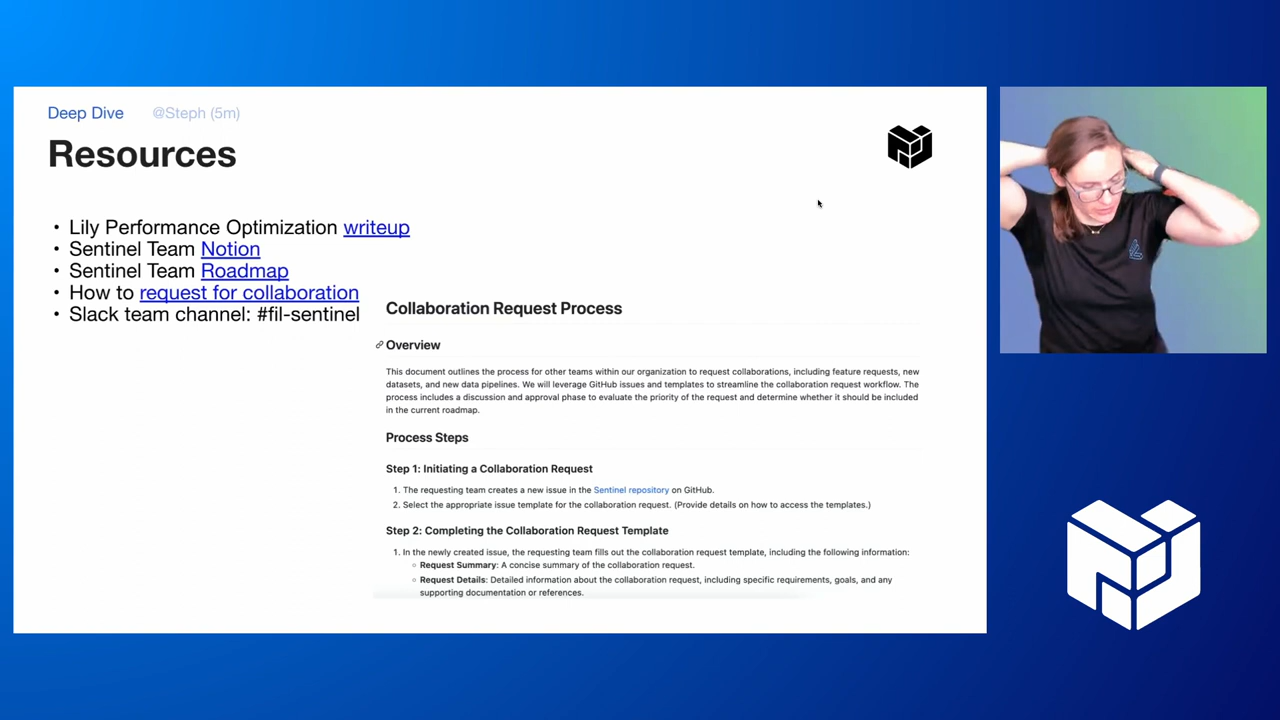 Deep Dive @Steph (5m)
Resources
• Lily Performance Optimization writeup
• Sentinel Team Notion
• Sentinel Team Roadmap
• How to request for collaboration
• Slack team channel: #fil-sentinel
Collaboration Request Process
Overview
This document outlines the process for other teams within our organization to request collaborations, including feature requests, new
datasets, and new data pipelines. We will leverage GitHub issues and templates to streamline the collaboration request workflow. The
process includes a discussion and approval phase to evaluate the priority of the request and determine whether it should be included
in the current roadmap.
Process Steps
Step 1: Initiating a Collaboration Request
1. The requesting team creates a new issue in the Sentinel repository on GitHub.
2. Select the appropriate issue template for the collaboration request. (Provide details on how to access the templates.)
Step 2: Completing the Collaboration Request Template
1. In the newly created issue, the requesting team fills out the collaboration request template, including the following information:
◦ Request Summary: A concise summary of the collaboration request.
◦ Request Details: Detailed information about the collaboration request, including specific requirements, goals, and any
supporting documentation or references.